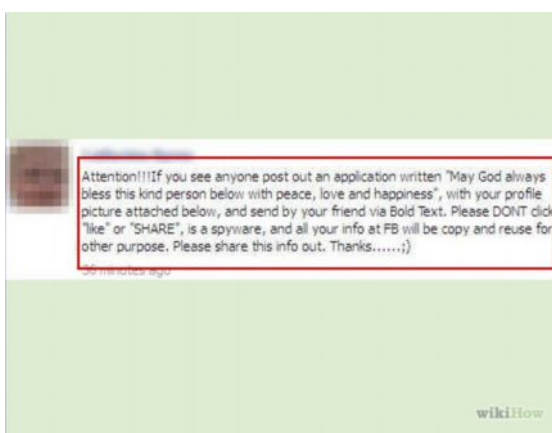 Attention!!!If you see anyone post out an application written "May God always
bless this kind person below with peace, love and happiness", with your profile
picture attached below, and send by your friend via Bold Text. Please DONT click
"like" or "SHARE", is a spyware, and all your info at FB will be copy and reuse for
other purpose. Please share this info out. Thanks......;)
56 minutes ago
wikiHow